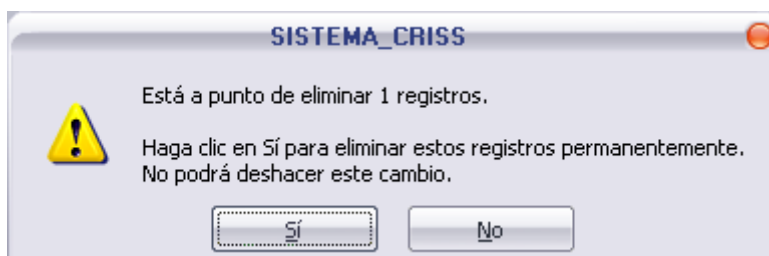 SISTEMA_CRISS
Está a punto de eliminar 1 registros.
Haga clic en Sí para eliminar estos registros permanentemente.
No podrá deshacer este cambio.
Sí
No